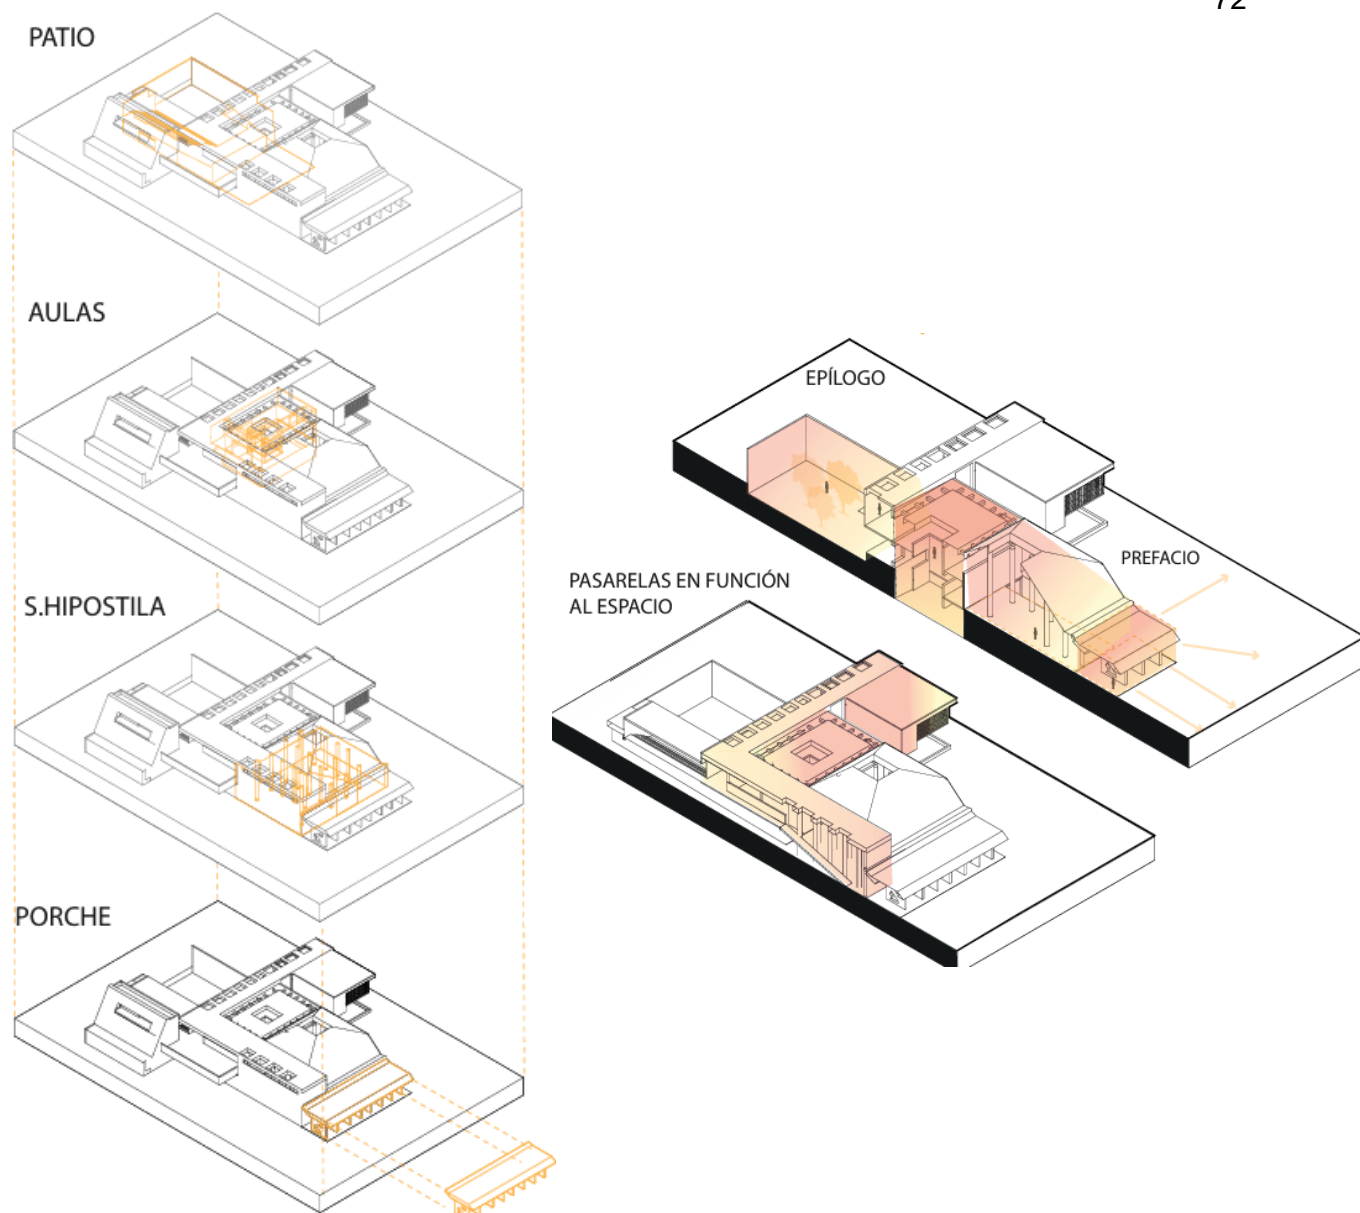 72
PATIO
AULAS
S.HIPOSTILA
PORCHE
EPÍLOGO
PREFACIO
PASARELAS EN FUNCIÓN
AL ESPACIO